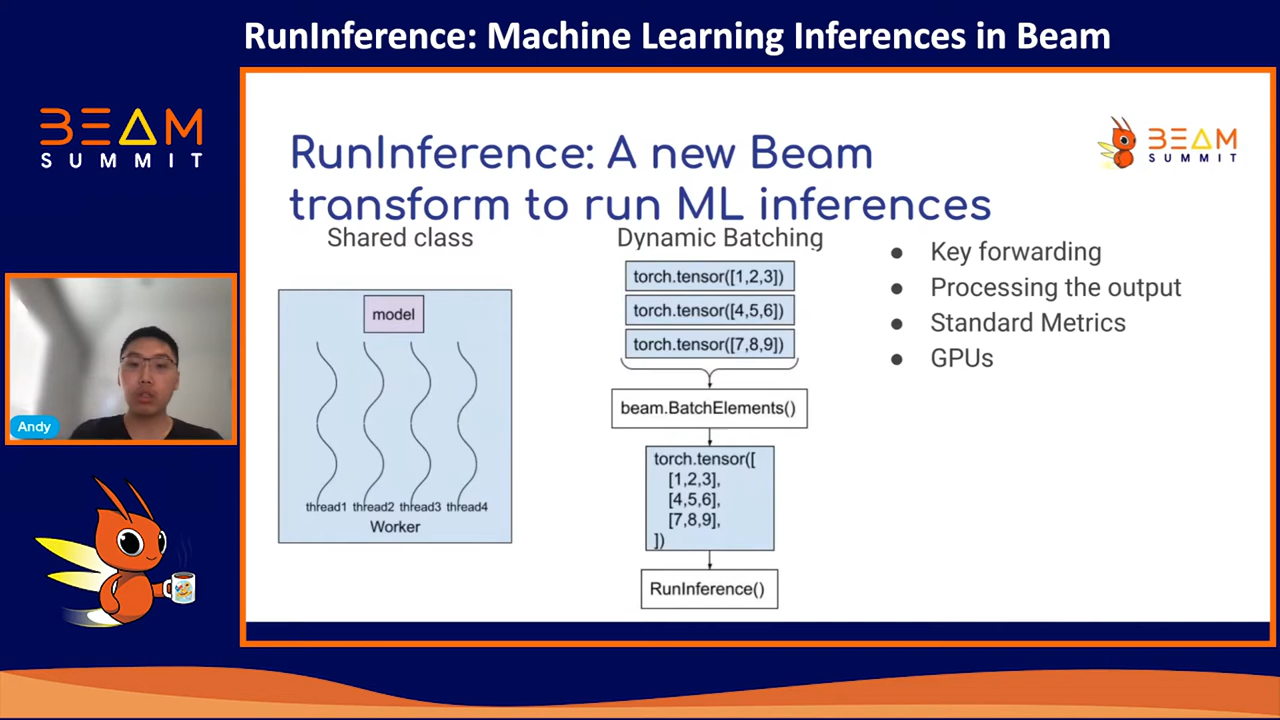 RunInference: Machine Learning Inferences in Beam
BEAM
SUMMIT
Andy
BEAM
SUMMIT
RunInference: A new Beam
transform to run ML inferences
Shared class
model
thread1 thread2 thread3 thread4
Worker
Dynamic Batching
torch.tensor([1,2,3])
torch.tensor([4,5,6])
torch.tensor([7,8,9])
beam.BatchElements()
torch.tensor([
[1,2,3],
[4,5,6],
[7,8,9],
])
RunInference()
● Key forwarding
● Processing the output
● Standard Metrics
● GPUs